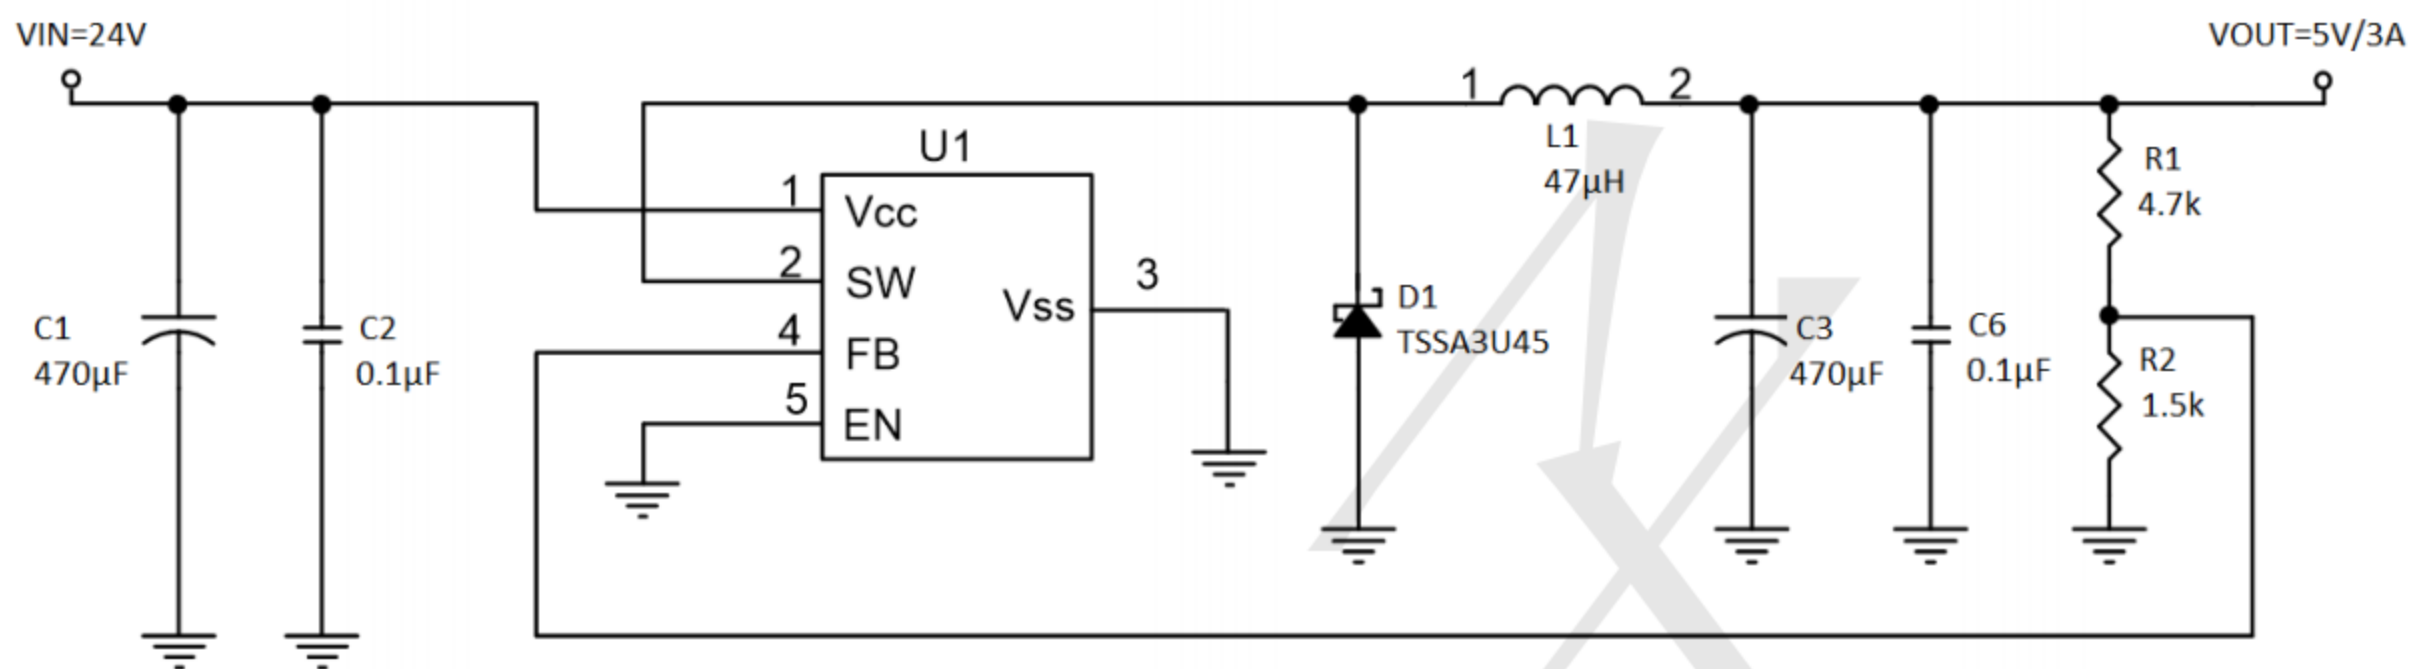 VIN=24V
VOUT=5V/3A
1
2
L1
47µH
U1
R1
4.7k
1
Vcc
2
SW
3
Vss
4
FB
5
EN
C1
470µF
C2
0.1µF
D1
TSSA3U45
C3
470µF
C6
0.1µF
R2
1.5k